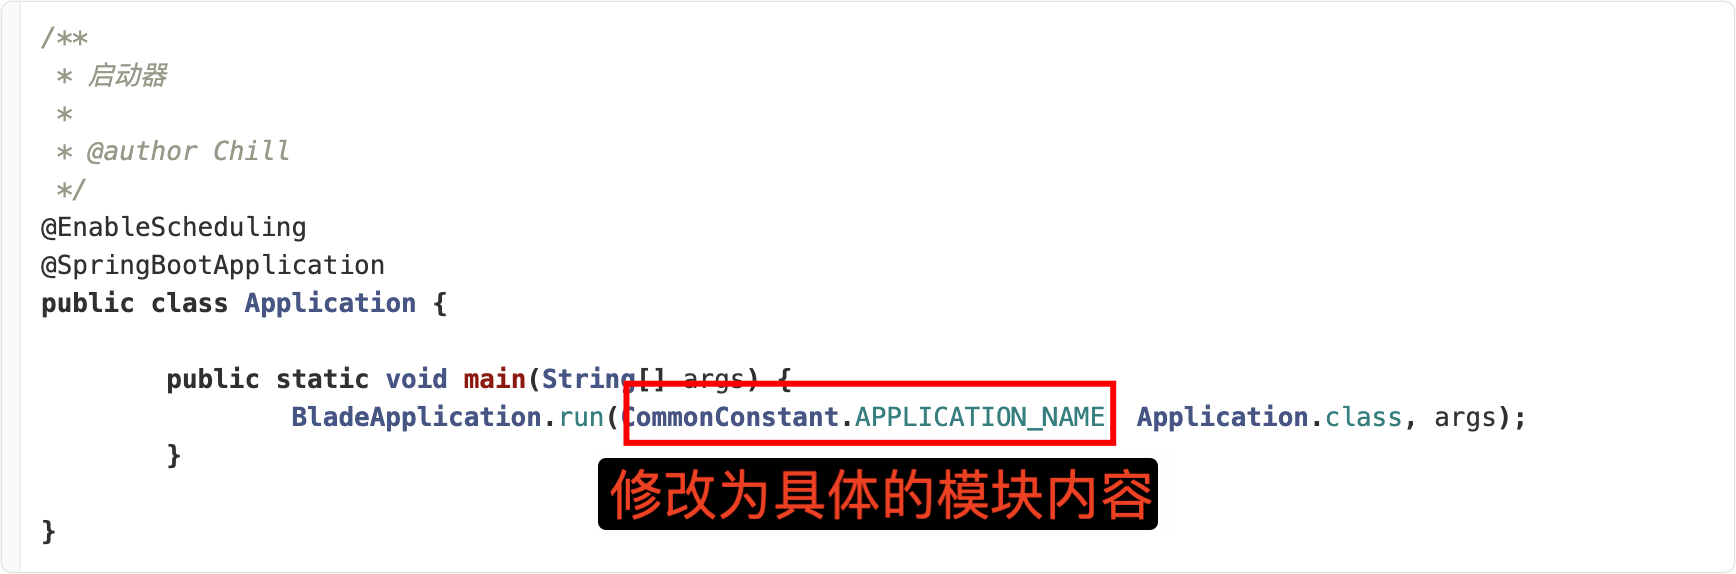 /**
 * 启动器
 *
 * @author Chill
 */
@EnableScheduling
@SpringBootApplication
public class Application {
public static void main(String[] args) {
BladeApplication.run(CommonConstant.APPLICATION_NAME, Application.class, args);
}
修改为具体的模块内容
}